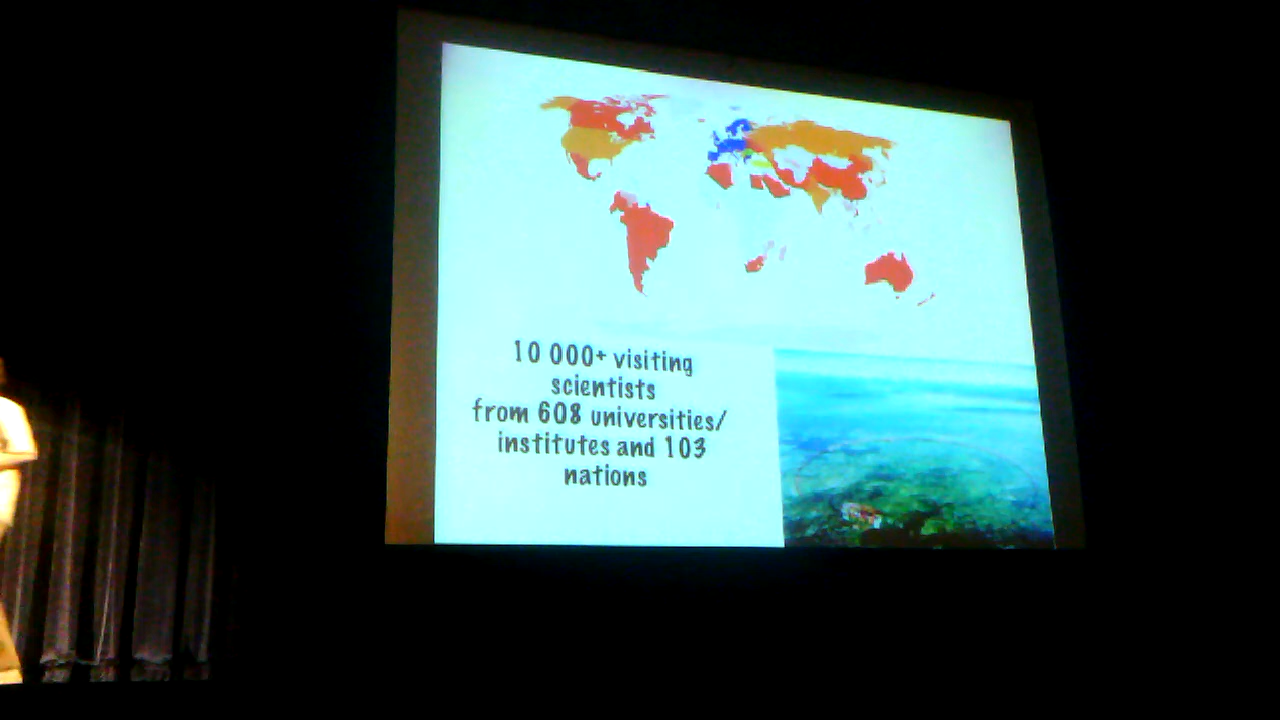 10 000+ visiting
scientists
from 608 universities/
institutes and 103
nations